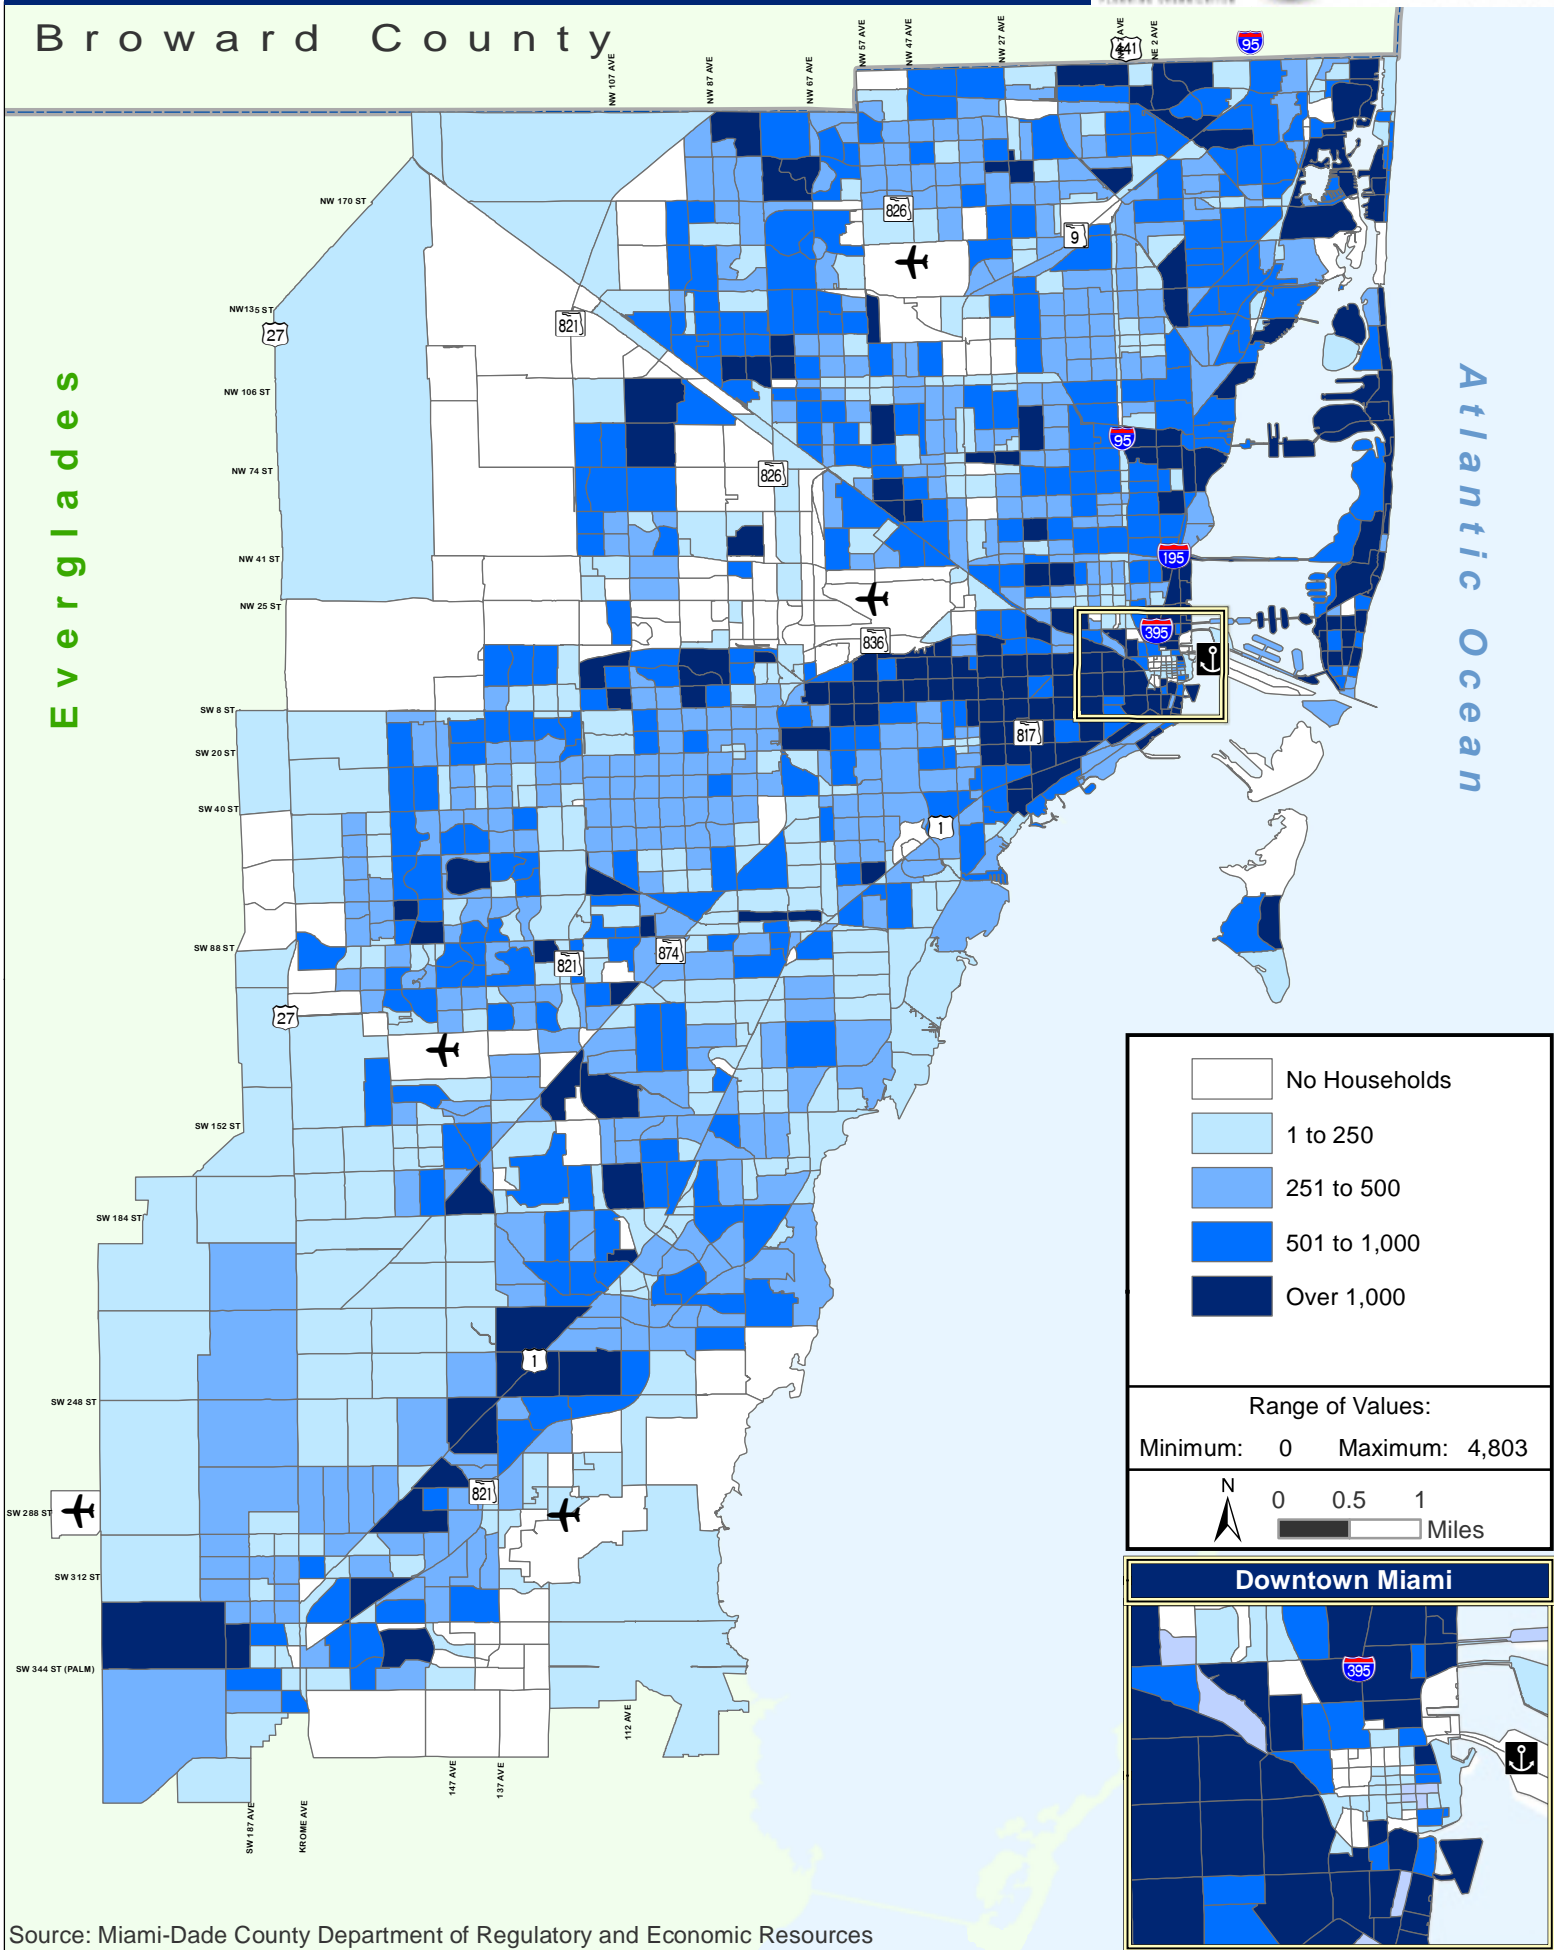 PLANNING ORGANIZATION
Broward County
NW 107 AVE
NW 87 AVE
NW 67 AVE
NW 57 AVE
NW 47 AVE
NW 27 AVE
441
NE 2 AVE
95
NW 170 ST
826
9
NW135 ST
27
821
NW 106 ST
Everglades
Atlantic Ocean
95
NW 74 ST
826
NW 41 ST
195
NW 25 ST
836
395
SW 8 ST
817
SW 20 ST
SW 40 ST
1
SW 88 ST
821
874
27
SW 152 ST
SW 184 ST
1
SW 248 ST
821
SW 288 ST
SW 312 ST
SW 344 ST (PALM)
112 AVE
147 AVE
137 AVE
SW 187 AVE
KROME AVE
No Households
1 to 250
251 to 500
501 to 1,000
Over 1,000
Range of Values:
Minimum: 0 Maximum: 4,803
N
0 0.5 1
Miles
Downtown Miami
395
Source: Miami-Dade County Department of Regulatory and Economic Resources